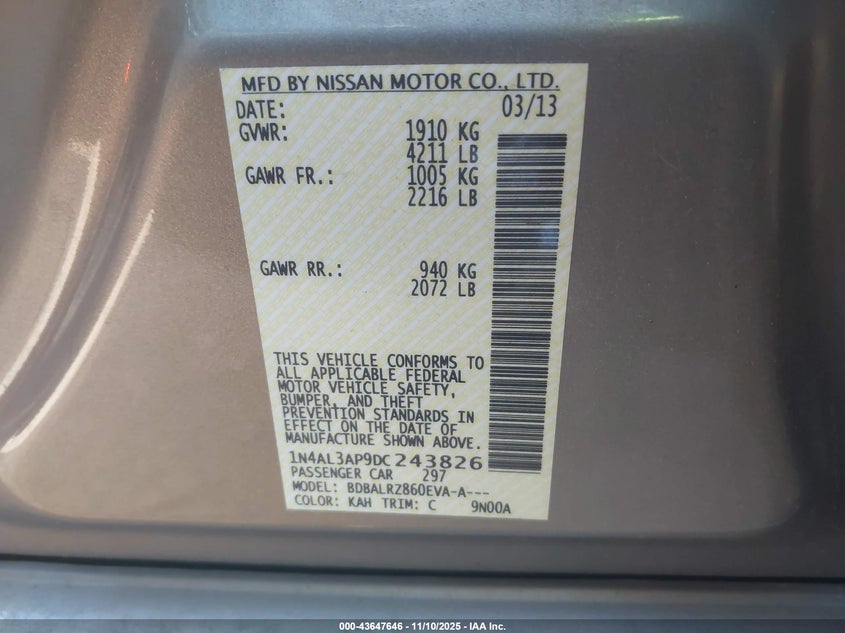 MFD BY NISSAN MOTOR CO., LTD.
DATE: 03/13
GVWR: 1910 KG
4211 LB
GAWR FR.: 1005 KG
2216 LB
GAWR RR.: 940 KG
2072 LB
THIS VEHICLE CONFORMS TO
ALL APPLICABLE FEDERAL
MOTOR VEHICLE SAFETY,
BUMPER, AND THEFT
PREVENTION STANDARDS IN
EFFECT ON THE DATE OF
MANUFACTURE SHOWN ABOVE.
1N4AL3AP9DC243826
PASSENGER CAR 297
MODEL: BDBALRZ860EVA-A---
COLOR: KAH TRIM: C 9N00A
000-43647646 - 11/10/2025 - IAA Inc.